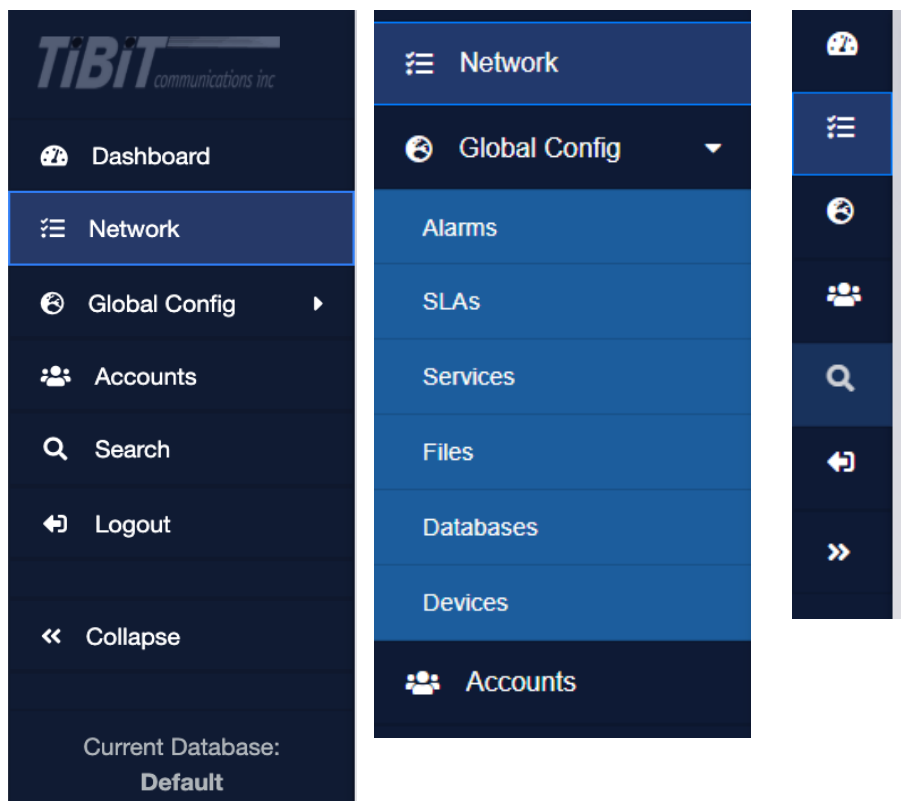 TiBiT
communications inc
Dashboard
Network
Global Config
Accounts
Search
Logout
Collapse
Current Database:
Default
Network
Global Config
Alarms
SLAs
Services
Files
Databases
Devices
Accounts